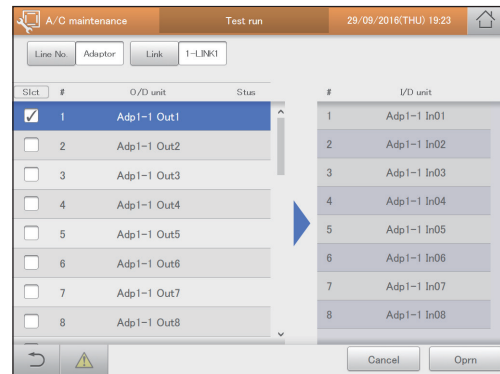 A/C maintenance Test run 29/09/2016(THU) 19:23
Line No. Adaptor Link 1-LINK1
Slct # O/D unit Stus # I/D unit
1 Adp1-1 Out1 1 Adp1-1 In01
2 Adp1-1 Out2 2 Adp1-1 In02
3 Adp1-1 Out3 3 Adp1-1 In03
4 Adp1-1 Out4 4 Adp1-1 In04
5 Adp1-1 Out5 5 Adp1-1 In05
6 Adp1-1 Out6 6 Adp1-1 In06
7 Adp1-1 Out7 7 Adp1-1 In07
8 Adp1-1 Out8 8 Adp1-1 In08
Cancel Oprn